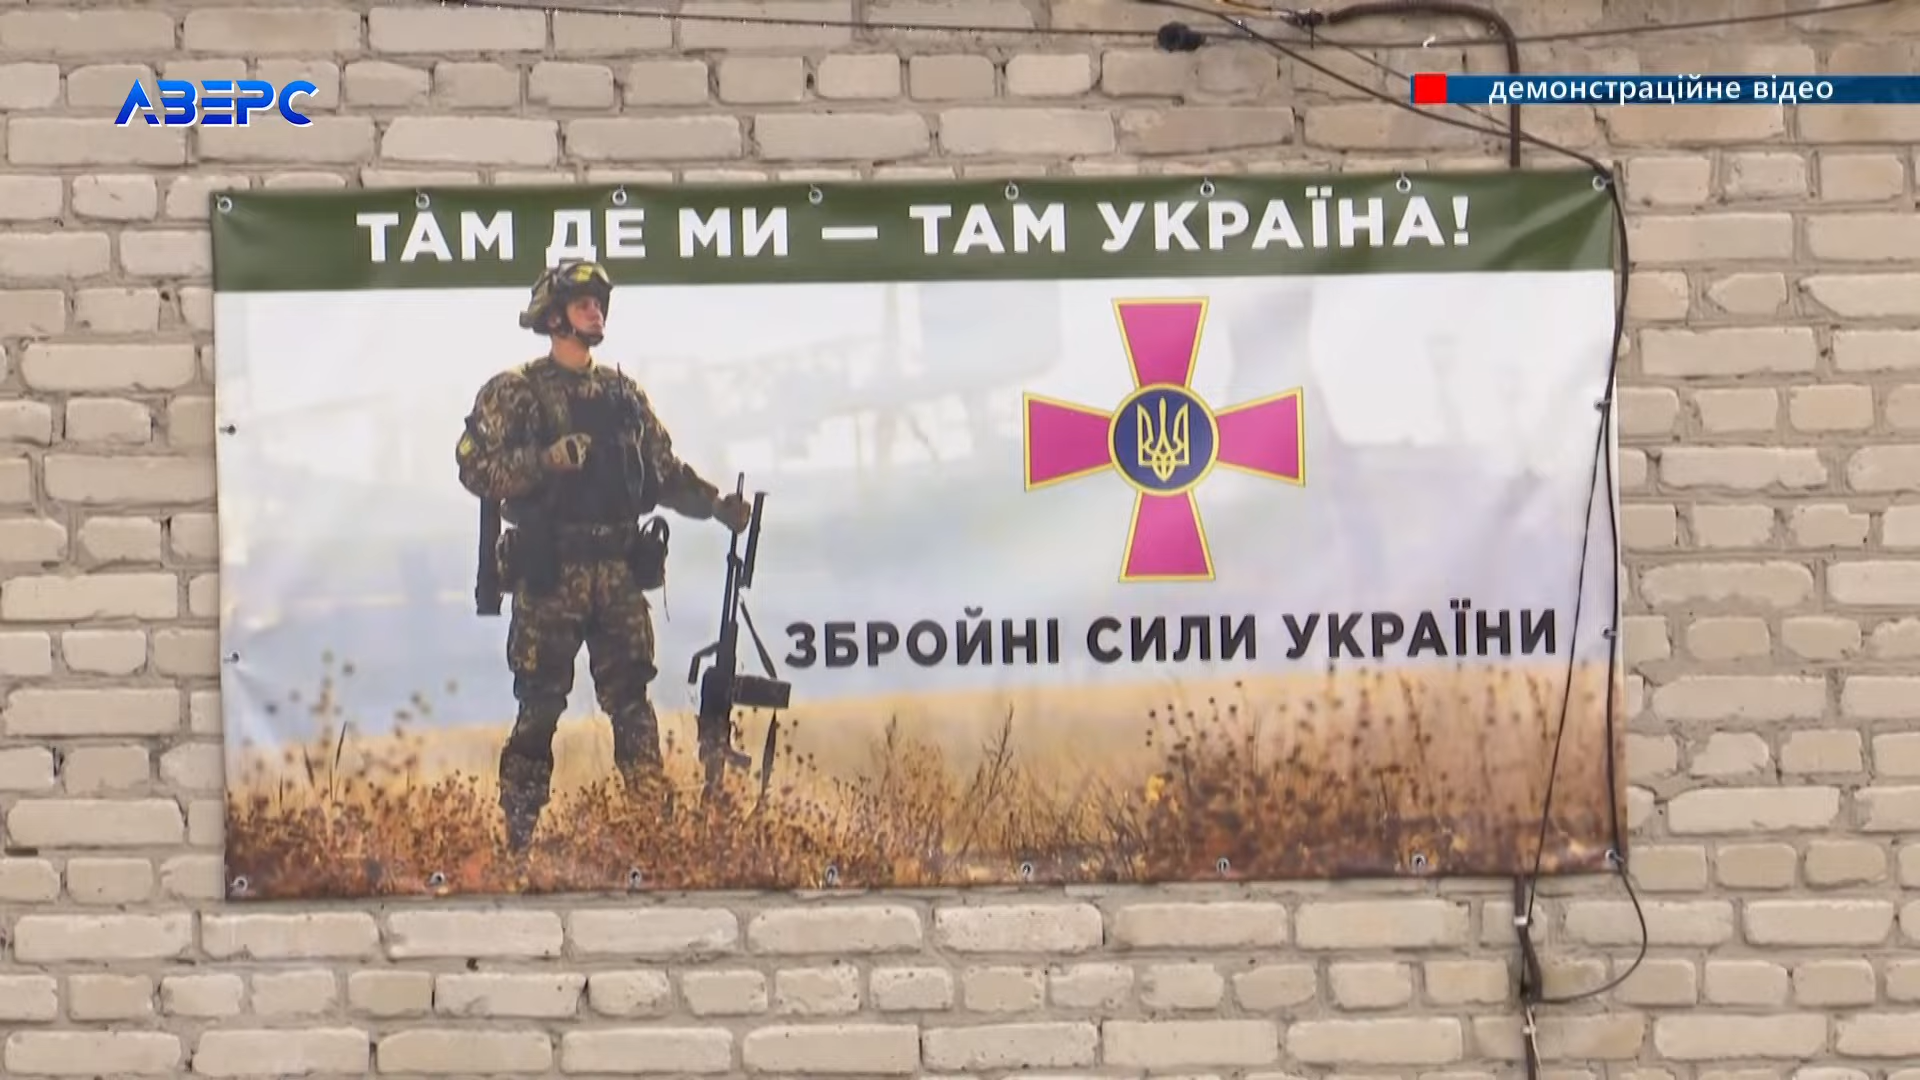 АВЕРС
демонстраційне відео
ТАМ ДЕ МИ – ТАМ УКРАЇНА!
ЗБРОЙНІ СИЛИ УКРАЇНИ